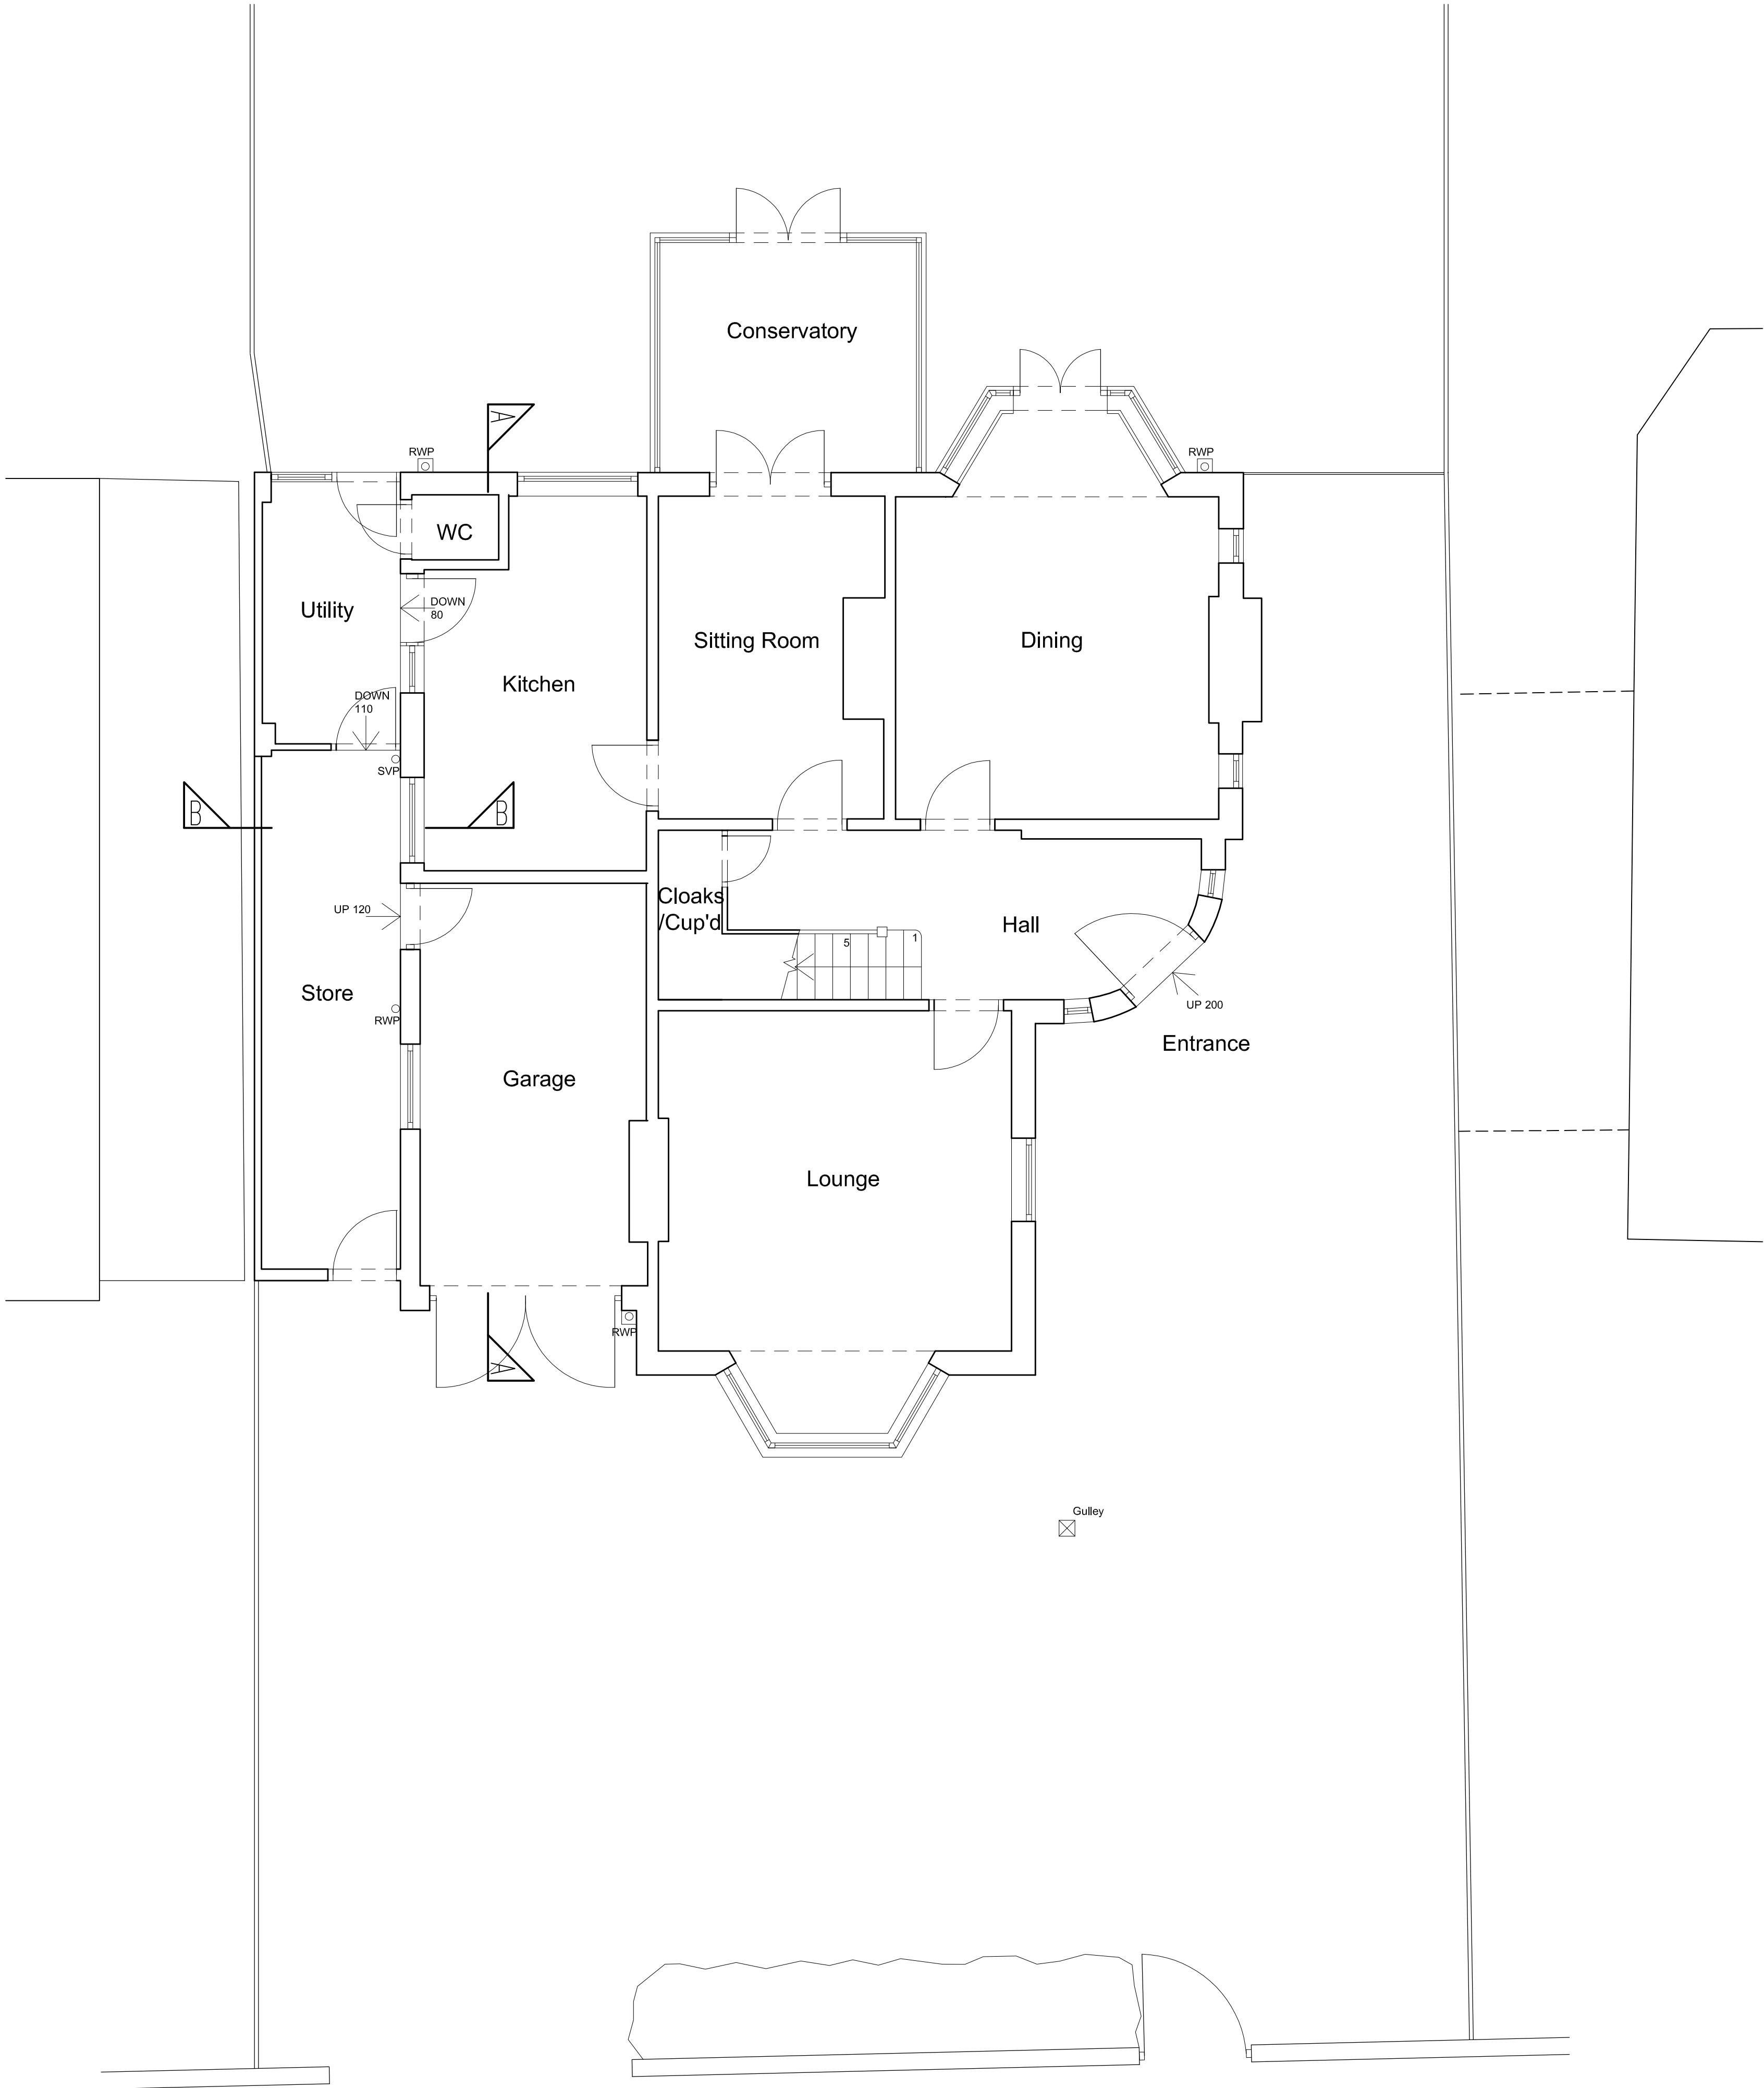 Conservatory
A
RWP
RWP
WC
DOWN
80
Utility
Sitting Room
Dining
Kitchen
DOWN
110
SVP
B
B
Cloaks
/Cup'd
UP 120
Hall
5
1
Store
UP 200
RWP
Entrance
Garage
Lounge
RWP
A
Gulley